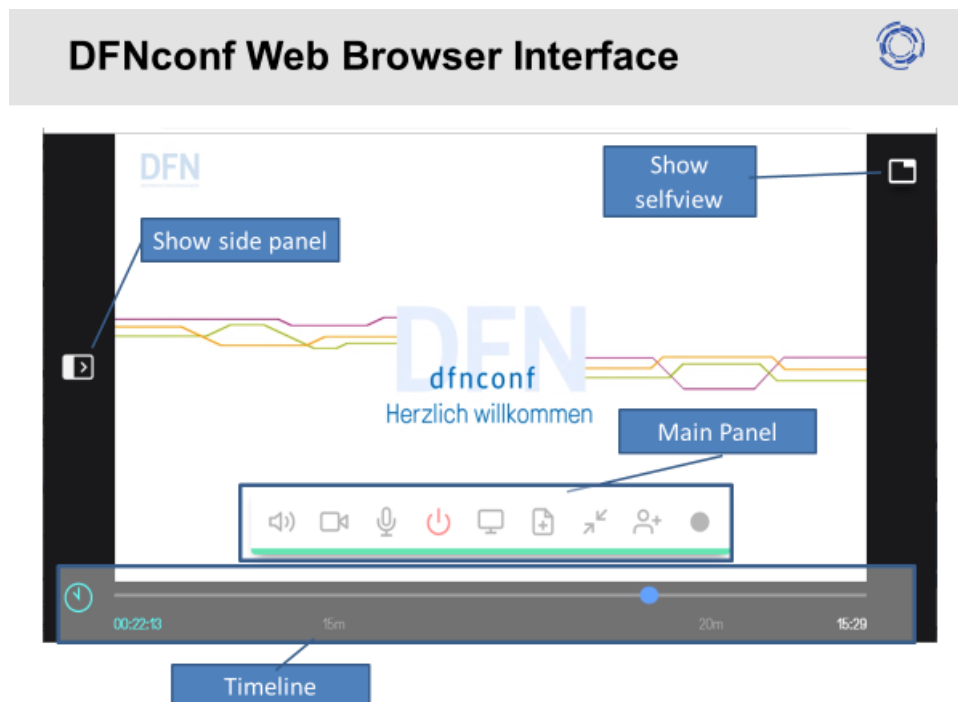 DFNconf Web Browser Interface
DFN
Show
selfview
Show side panel
DFN
dfnconf
Herzlich willkommen
Main Panel
00:22:13
15m
20m
15:29
Timeline